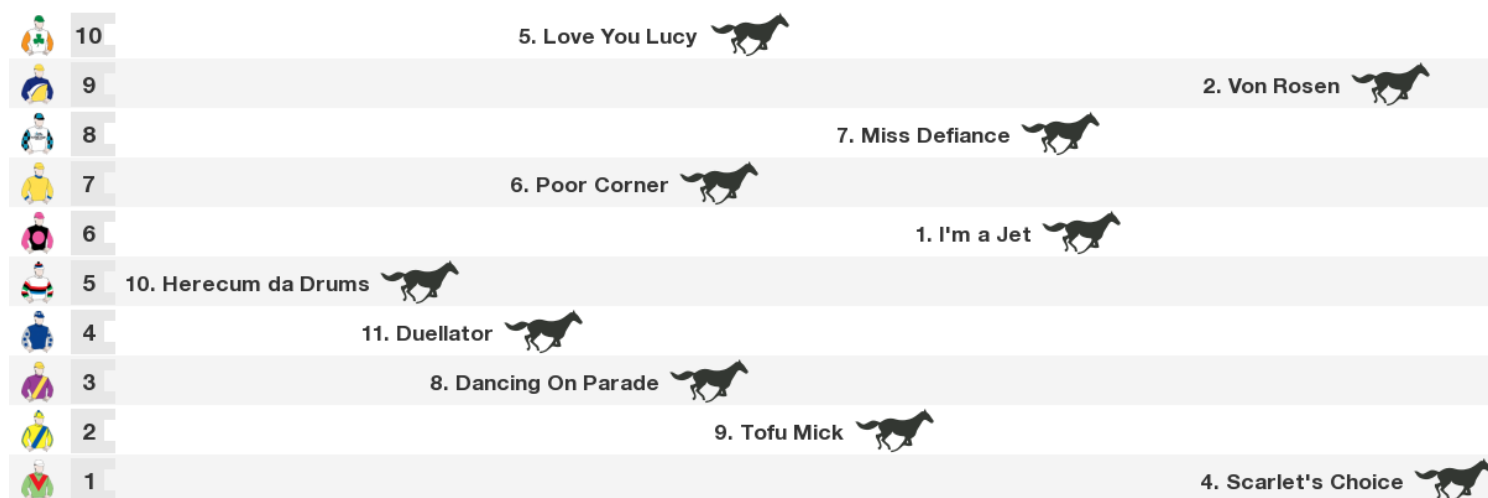 10 5. Love You Lucy
9 2. Von Rosen
8 7. Miss Defiance
7 6. Poor Corner
6 1. I'm a Jet
5 10. Herecum da Drums
4 11. Duellator
3 8. Dancing On Parade
2 9. Tofu Mick
1 4. Scarlet's Choice